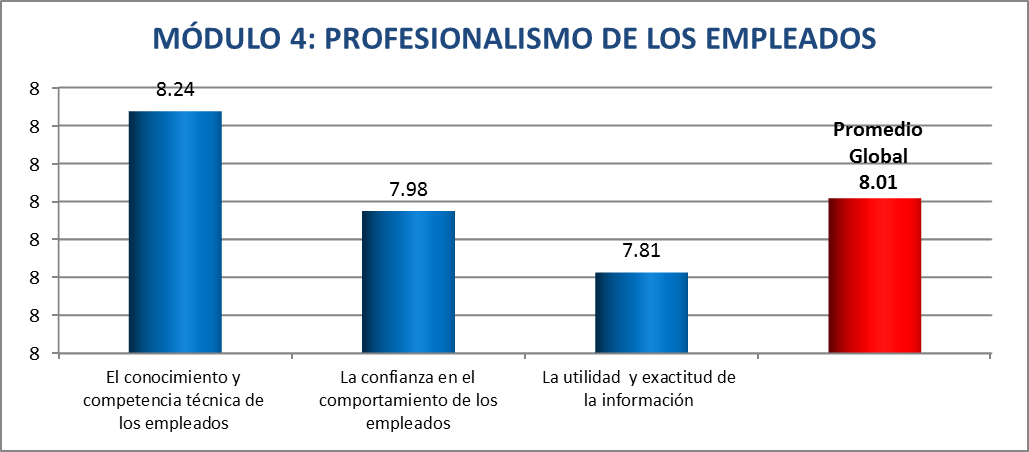 MÓDULO 4: PROFESIONALISMO DE LOS EMPLEADOS
8
8
8
8
8
8
8
8
8.24
7.98
7.81
Promedio
Global
8.01
El conocimiento y
competencia técnica de
los empleados
La confianza en el
comportamiento de los
empleados
La utilidad y exactitud de
la información